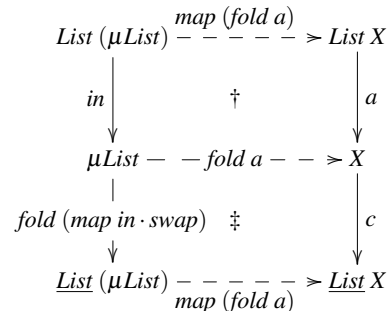 map (fold a)
List (µList) List X
in † a
µList fold a X
fold (map in · swap) ‡ c
List (µList) List X
map (fold a)